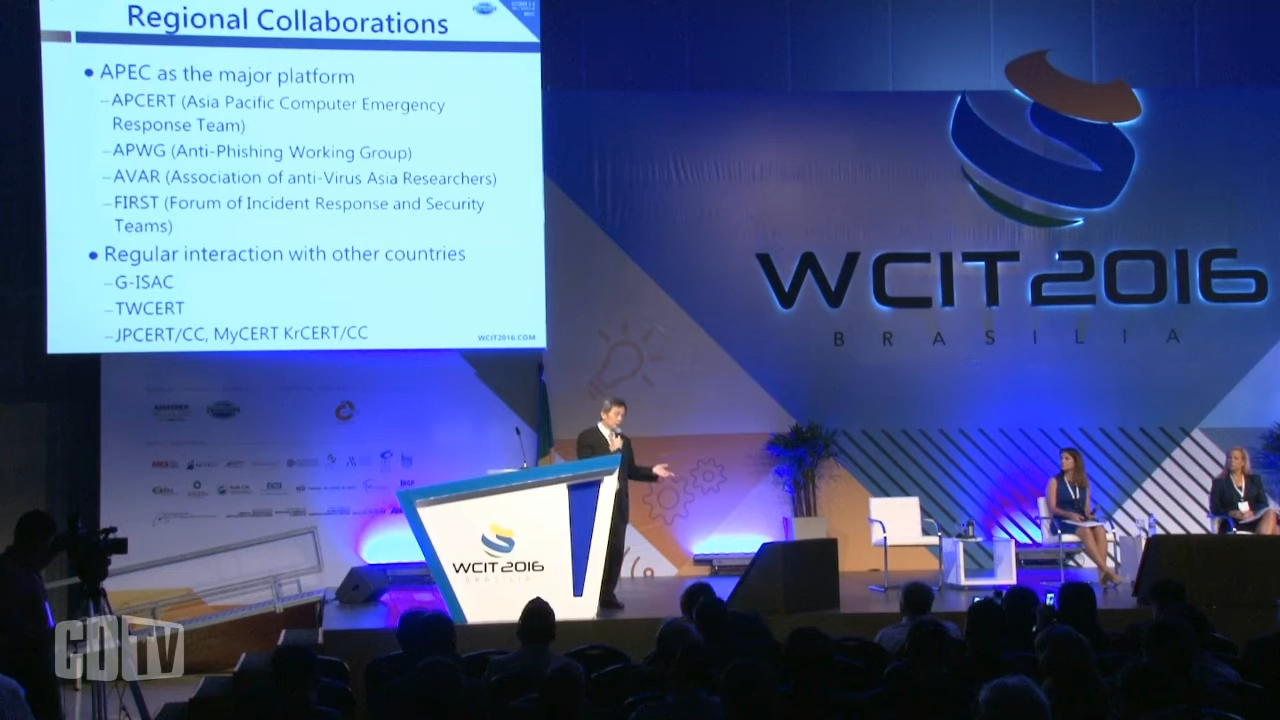 Regional Collaborations
• APEC as the major platform
–APCERT (Asia Pacific Computer Emergency
Response Team)
–APWG (Anti-Phishing Working Group)
–AVAR (Association of anti-Virus Asia Researchers)
–FIRST (Forum of Incident Response and Security
Teams)
• Regular interaction with other countries
–G-ISAC
–TWCERT
–JPCERT/CC, MyCERT KrCERT/CC
WCIT2016.COM
WCIT 2016
BRASILIA
WCIT 2016
BRASILIA
CDITV